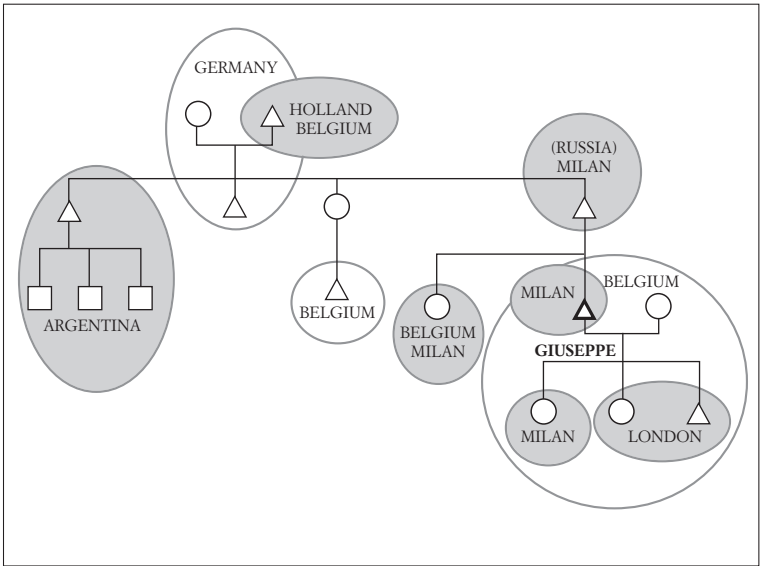 GERMANY
HOLLAND
BELGIUM
(RUSSIA)
MILAN
ARGENTINA
BELGIUM
BELGIUM
MILAN
MILAN
BELGIUM
GIUSEPPE
MILAN
LONDON